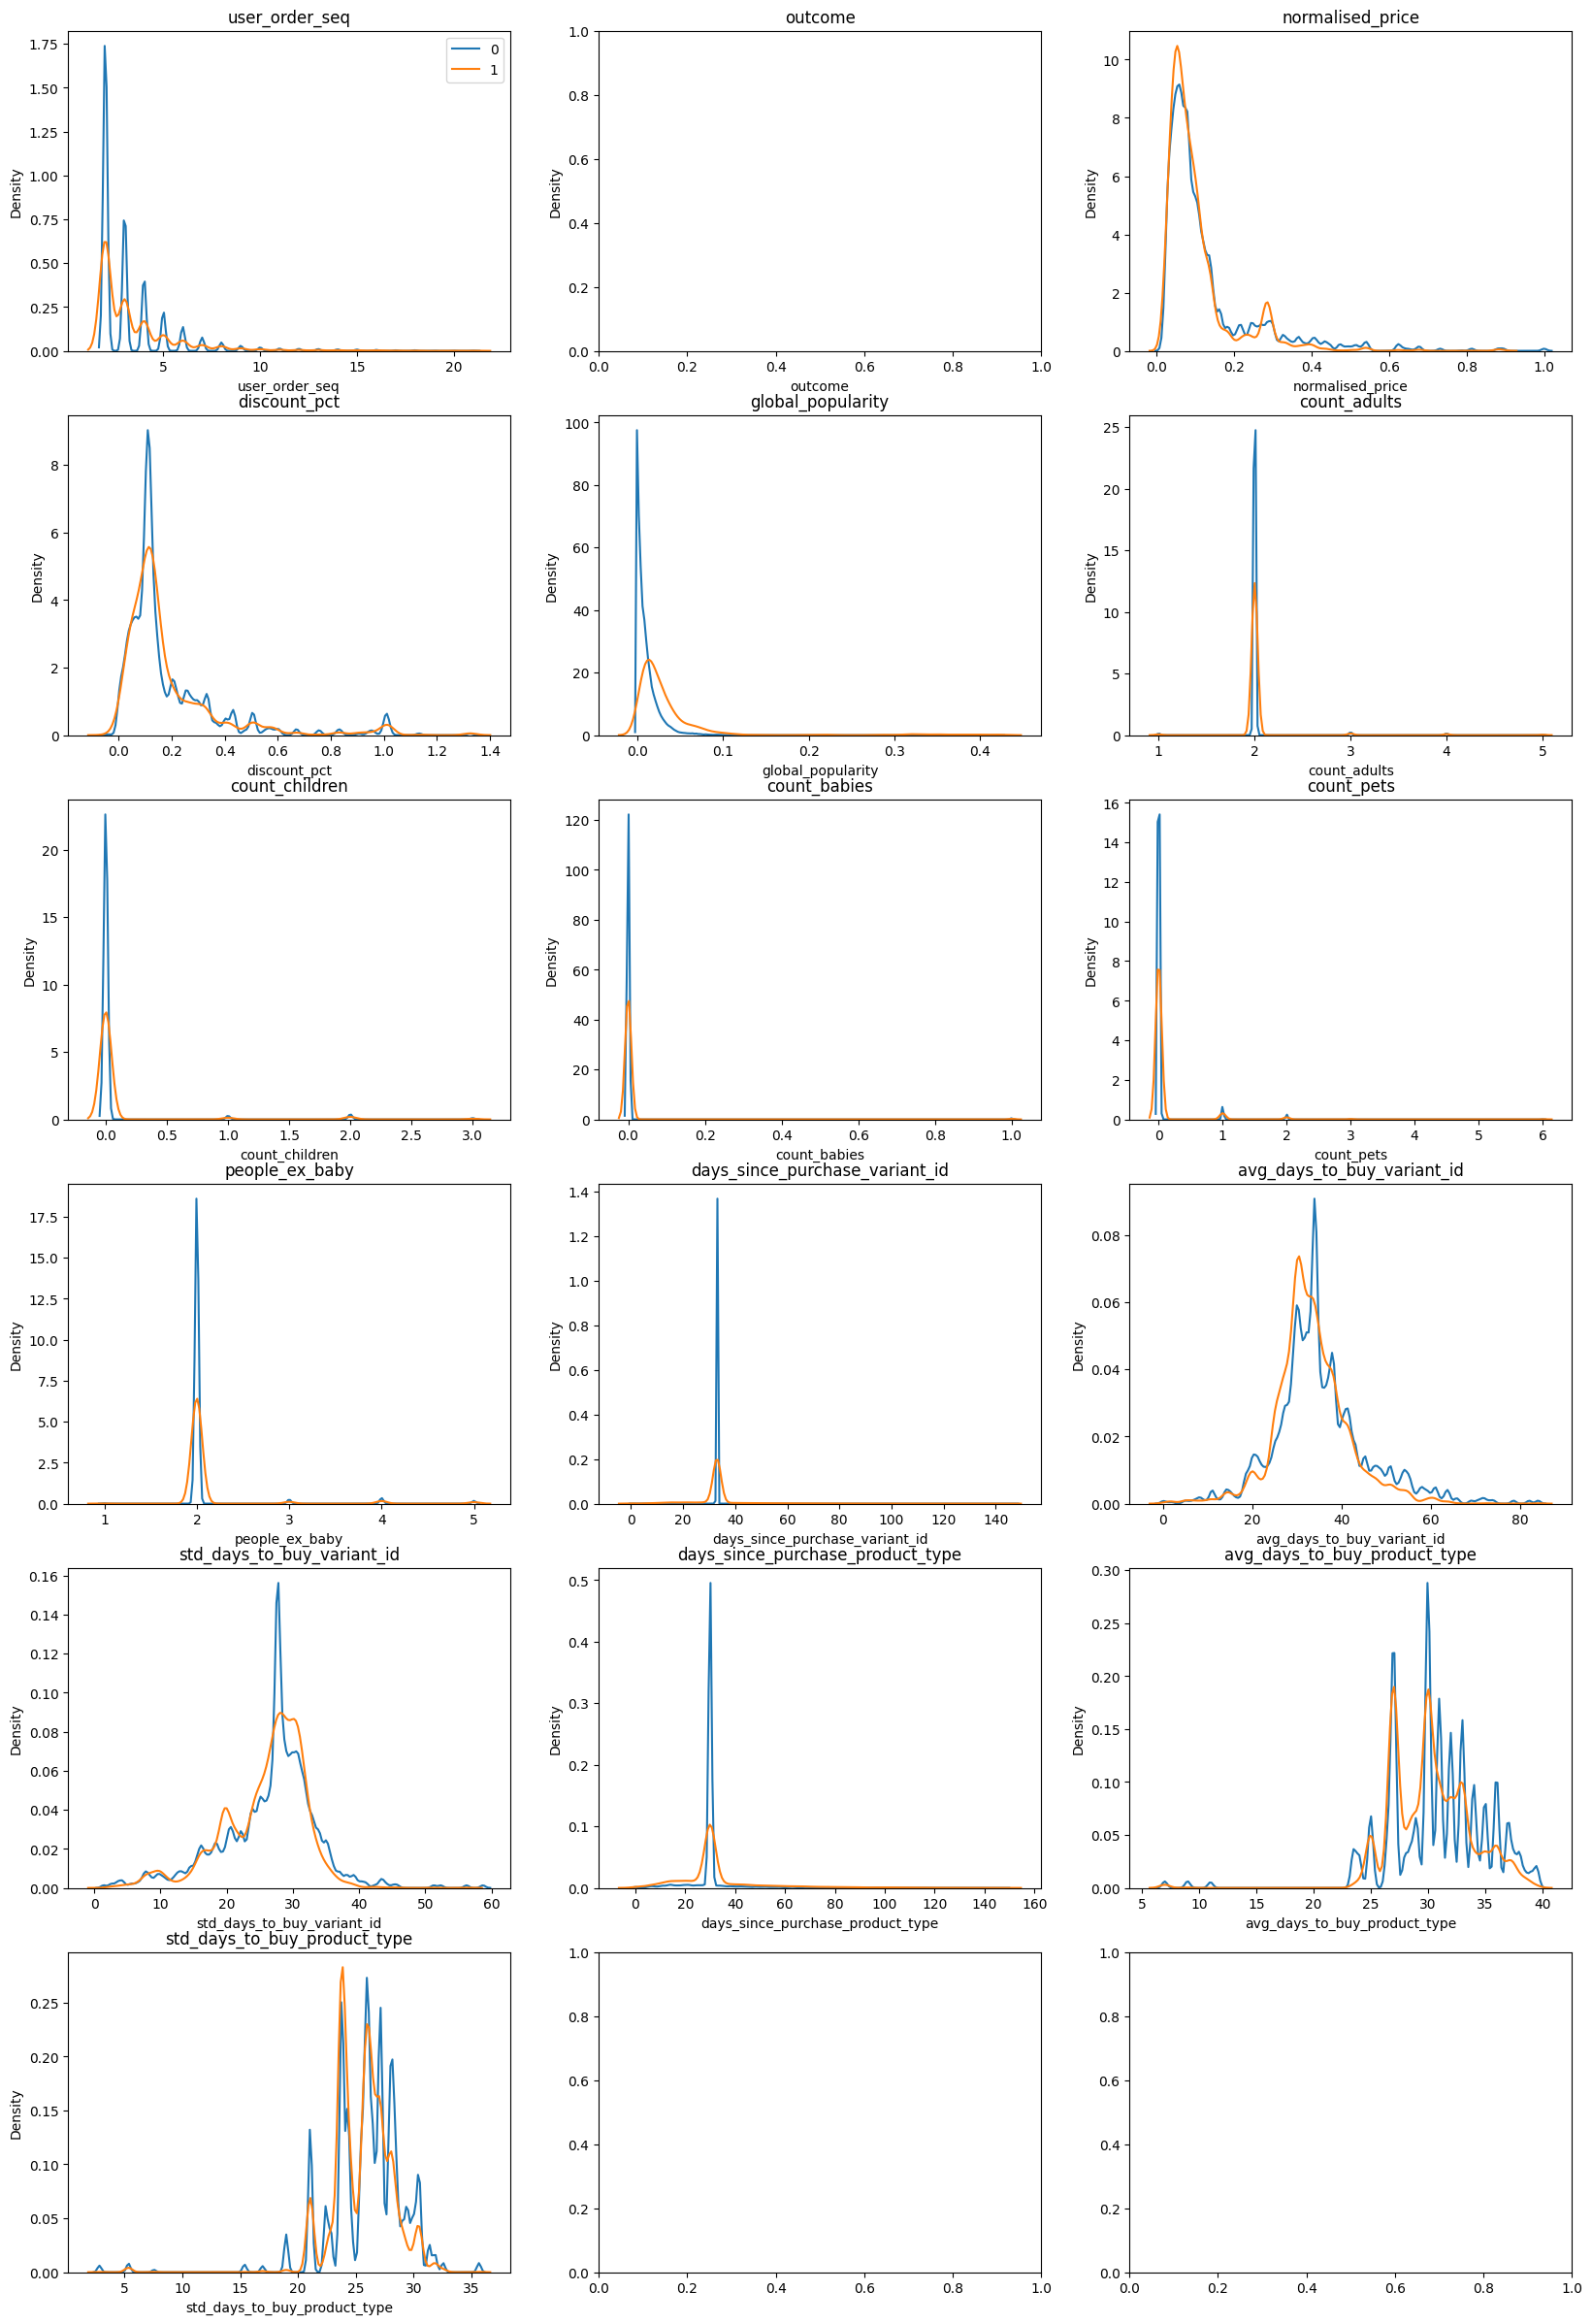 user_order_seq
outcome
normalised_price
1.75
1.50
1.25
1.00
0.75
0.50
0.25
0.00
Density
0
1
5
10
15
20
user_order_seq
1.0
0.8
0.6
0.4
0.2
0.0
Density
0.0 0.2 0.4 0.6 0.8 1.0
outcome
10
8
6
4
2
0
Density
0.0 0.2 0.4 0.6 0.8 1.0
normalised_price
discount_pct
global_popularity
count_adults
8
6
4
2
0
Density
0.0 0.2 0.4 0.6 0.8 1.0 1.2 1.4
discount_pct
100
80
60
40
20
0
Density
0.0 0.1 0.2 0.3 0.4
global_popularity
25
20
15
10
5
0
Density
1 2 3 4 5
count_adults
count_children
count_babies
count_pets
20
15
10
5
0
Density
0.0 0.5 1.0 1.5 2.0 2.5 3.0
count_children
120
100
80
60
40
20
0
Density
0.0 0.2 0.4 0.6 0.8 1.0
count_babies
16
14
12
10
8
6
4
2
0
Density
0 1 2 3 4 5 6
count_pets
people_ex_baby
days_since_purchase_variant_id
avg_days_to_buy_variant_id
17.5
15.0
12.5
10.0
7.5
5.0
2.5
0.0
Density
1 2 3 4 5
people_ex_baby
1.4
1.2
1.0
0.8
0.6
0.4
0.2
0.0
Density
0 20 40 60 80 100 120 140
days_since_purchase_variant_id
0.08
0.06
0.04
0.02
0.00
Density
0 20 40 60 80
avg_days_to_buy_variant_id
std_days_to_buy_variant_id
days_since_purchase_product_type
avg_days_to_buy_product_type
0.16
0.14
0.12
0.10
0.08
0.06
0.04
0.02
0.00
Density
0 10 20 30 40 50 60
std_days_to_buy_variant_id
0.5
0.4
0.3
0.2
0.1
0.0
Density
0 20 40 60 80 100 120 140 160
days_since_purchase_product_type
0.30
0.25
0.20
0.15
0.10
0.05
0.00
Density
5 10 15 20 25 30 35 40
avg_days_to_buy_product_type
std_days_to_buy_product_type
0.25
0.20
0.15
0.10
0.05
0.00
Density
5 10 15 20 25 30 35
std_days_to_buy_product_type
1.0
0.8
0.6
0.4
0.2
0.0
0.0 0.2 0.4 0.6 0.8 1.0
1.0
0.8
0.6
0.4
0.2
0.0
0.0 0.2 0.4 0.6 0.8 1.0